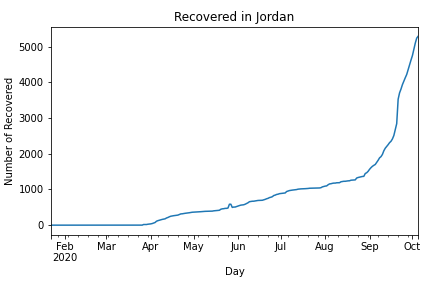 Recovered in Jordan
Number of Recovered
5000
4000
3000
2000
1000
0
Feb Mar Apr May Jun Jul Aug Sep Oct
2020
Day